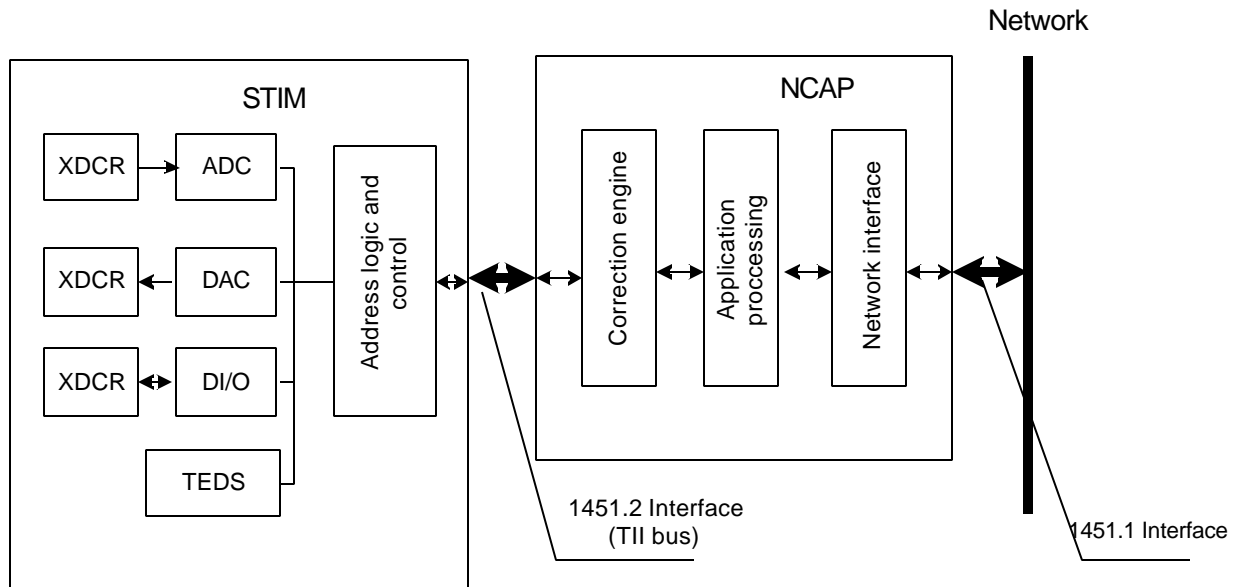 Network
STIM
NCAP
XDCR
ADC
XDCR
DAC
XDCR
DI/O
TEDS
Address logic and
control
Correction engine
Application
processing
Network interface
1451.2 Interface
(TII bus)
1451.1 Interface